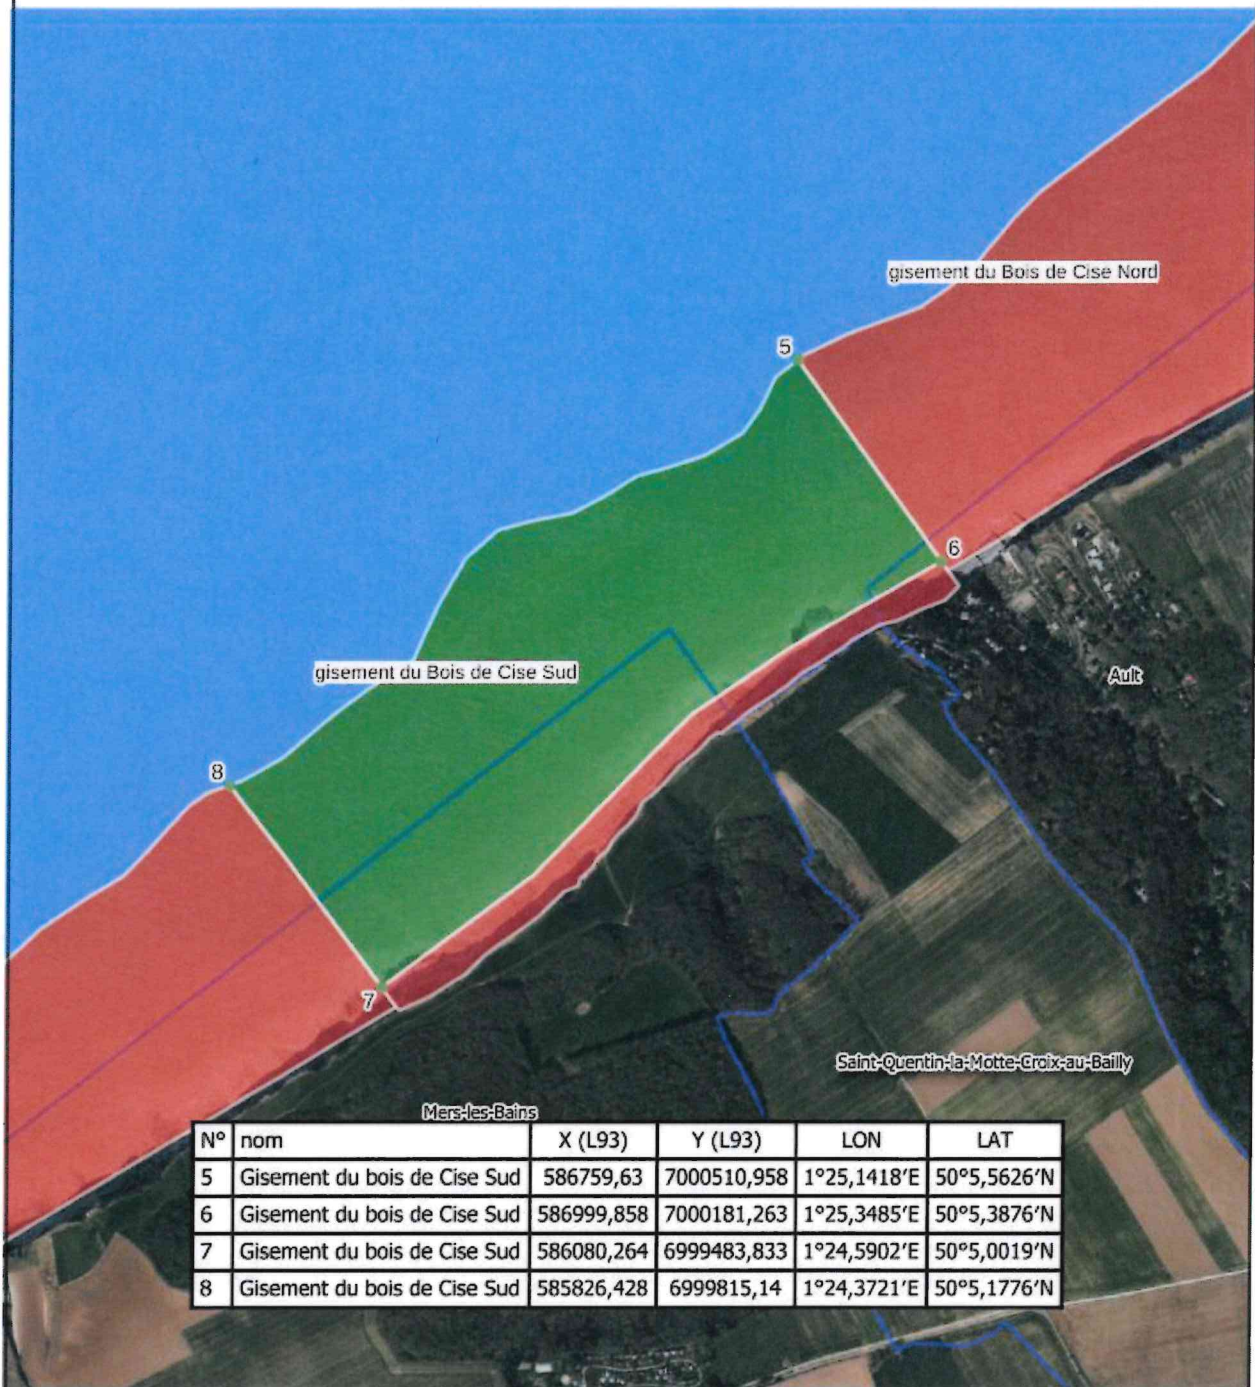 gisement du Bois de Cise Nord
5
6
Ault
gisement du Bois de Cise Sud
8
7
Saint-Quentin-la-Motte-Croix-au-Bailly
Mers-les-Bains
N° nom X (L93) Y (L93) LON LAT
5 Gisement du bois de Cise Sud 586759,63 7000510,958 1°25,1418'E 50°5,5626'N
6 Gisement du bois de Cise Sud 586999,858 7000181,263 1°25,3485'E 50°5,3876'N
7 Gisement du bois de Cise Sud 586080,264 6999483,833 1°24,5902'E 50°5,0019'N
8 Gisement du bois de Cise Sud 585826,428 6999815,14 1°24,3721'E 50°5,1776'N